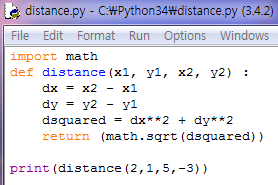 distance.py - C:₩Python34₩distance.py (3.4.2)
File Edit Format Run Options Windows
import math
def distance(x1, y1, x2, y2) :
    dx = x2 - x1
    dy = y2 - y1
    dsquared = dx**2 + dy**2
    return (math.sqrt(dsquared))
print(distance(2,1,5,-3))